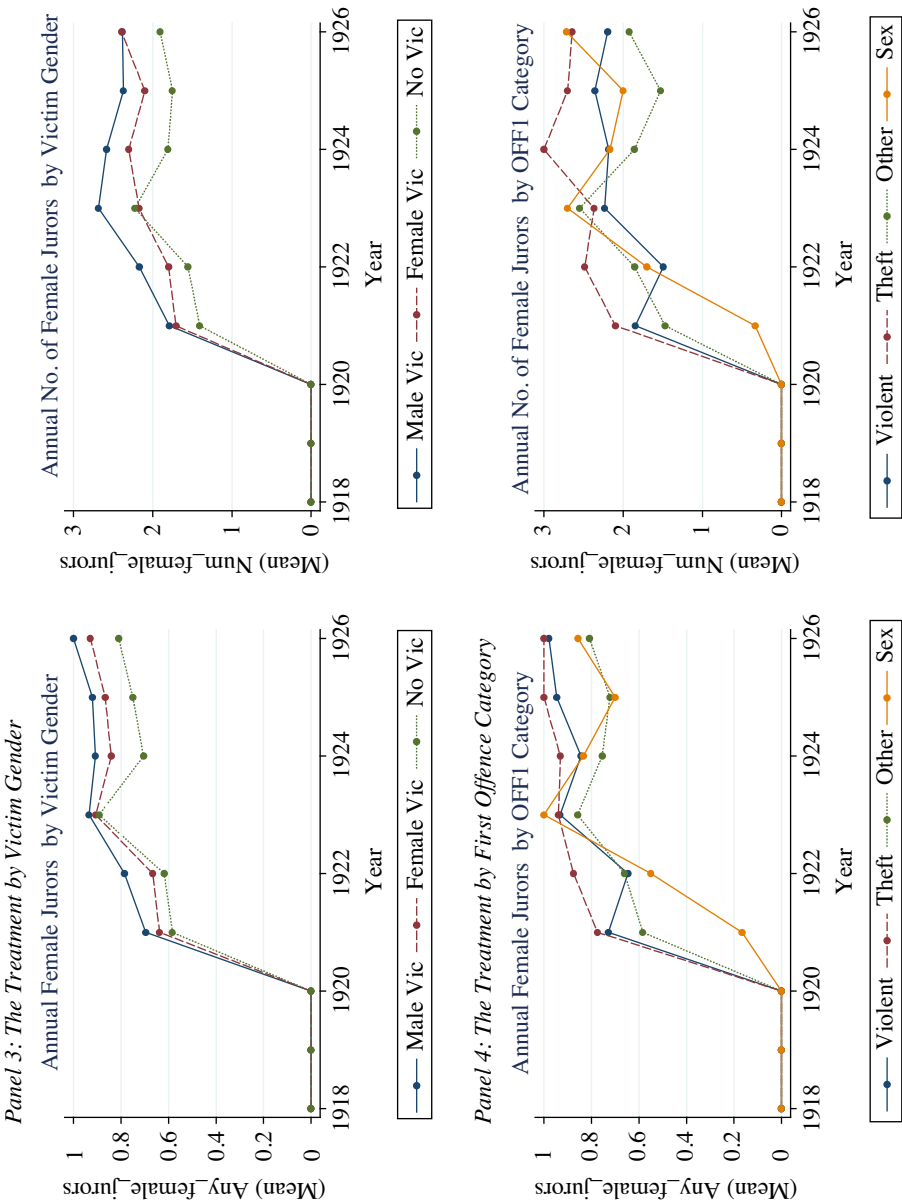 Panel 3: The Treatment by Victim Gender
Annual Female Jurors by Victim Gender
(Mean) Any_female_jurors
1
0.8
0.6
0.4
0.2
0
1918 1920 1922 1924 1926
Year
Male Vic Female Vic No Vic
Annual No. of Female Jurors by Victim Gender
(Mean) Num_female_jurors
3
2
1
0
1918 1920 1922 1924 1926
Year
Male Vic Female Vic No Vic
Panel 4: The Treatment by First Offence Category
Annual Female Jurors by OFF1 Category
(Mean) Any_female_jurors
1
0.8
0.6
0.4
0.2
0
1918 1920 1922 1924 1926
Year
Violent Theft Other Sex
Annual No. of Female Jurors by OFF1 Category
(Mean) Num_female_jurors
3
2
1
0
1918 1920 1922 1924 1926
Year
Violent Theft Other Sex